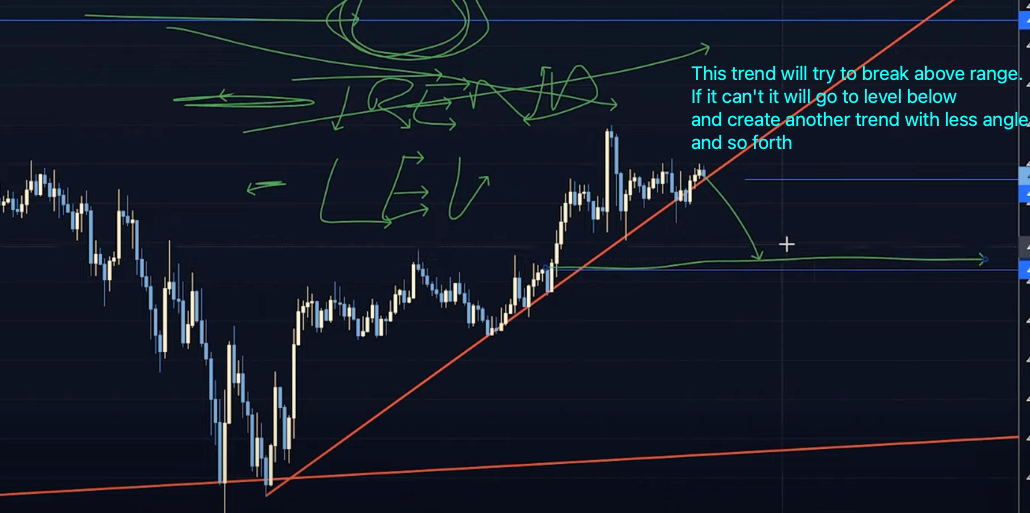 TREND
LEV
This trend will try to break above range.
If it can't it will go to level below
and create another trend with less angle
and so forth